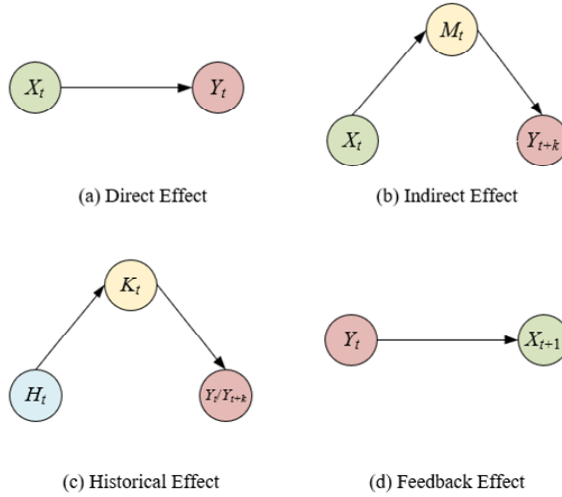 M_t
X_t
Y_t
X_t
Y_{t+k}
(a) Direct Effect
(b) Indirect Effect
K_t
Y_t
X_{t+1}
H_t
Y_t/Y_{t+k}
(c) Historical Effect
(d) Feedback Effect